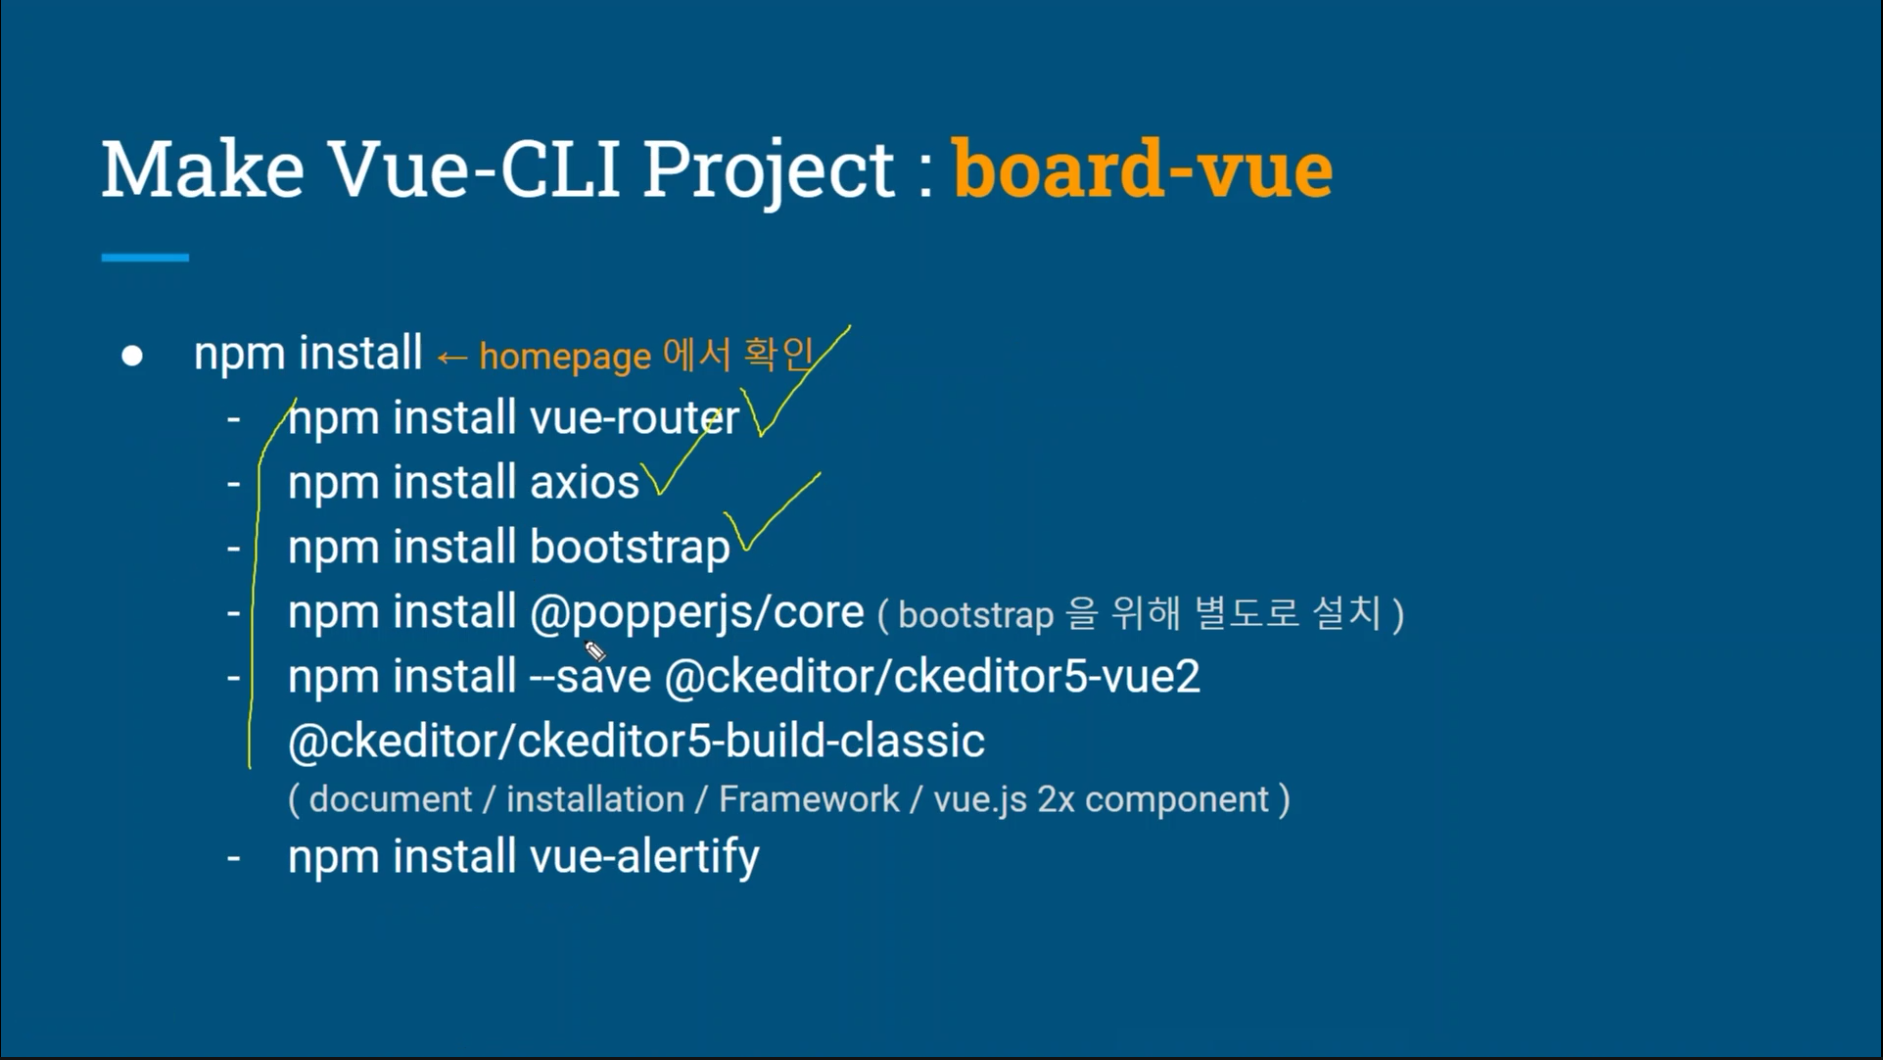 Make Vue-CLI Project : board-vue
● npm install ← homepage 에서 확인
- npm install vue-router
- npm install axios
- npm install bootstrap
- npm install @popperjs/core ( bootstrap 을 위해 별도로 설치 )
- npm install --save @ckeditor/ckeditor5-vue2
@ckeditor/ckeditor5-build-classic
( document / installation / Framework / vue.js 2x component )
- npm install vue-alertify